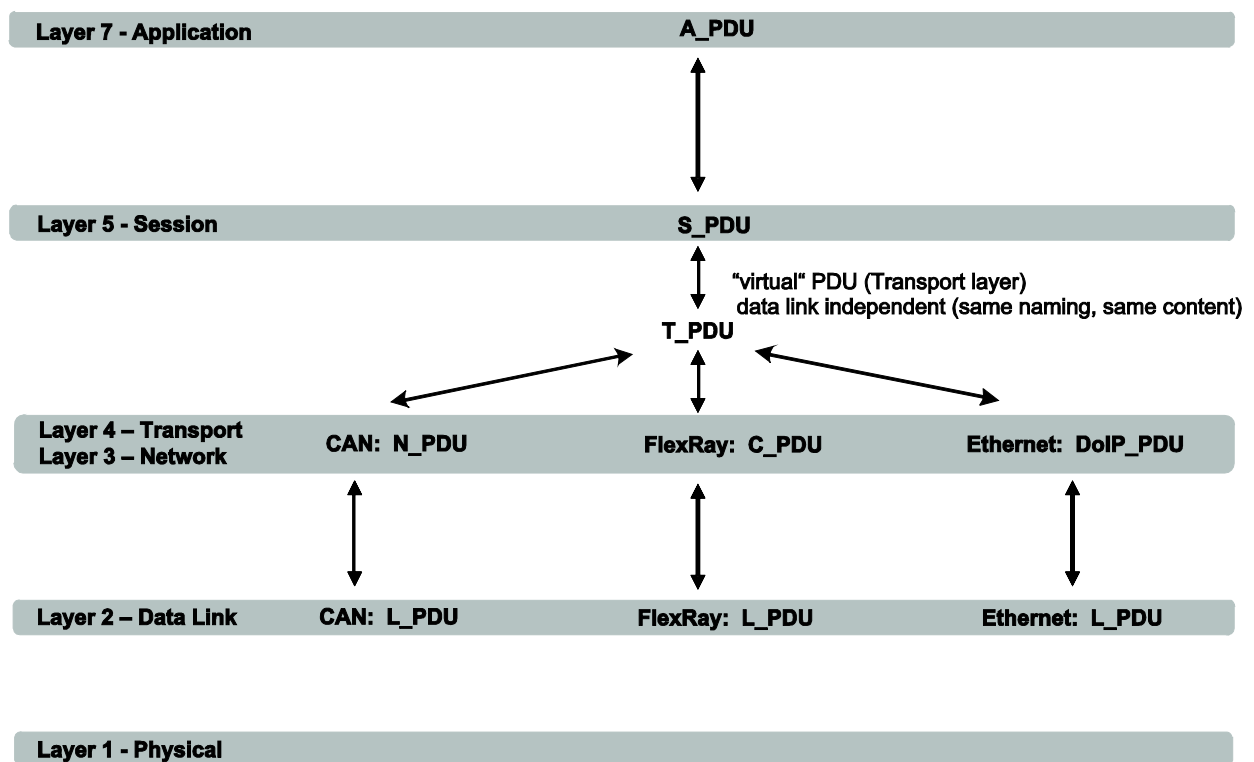 Layer 7 - Application A_PDU
Layer 5 - Session S_PDU
“virtual“ PDU (Transport layer)
data link independent (same naming, same content)
T_PDU
Layer 4 – Transport
Layer 3 – Network
CAN: N_PDU FlexRay: C_PDU Ethernet: DoIP_PDU
Layer 2 – Data Link CAN: L_PDU FlexRay: L_PDU Ethernet: L_PDU
Layer 1 - Physical